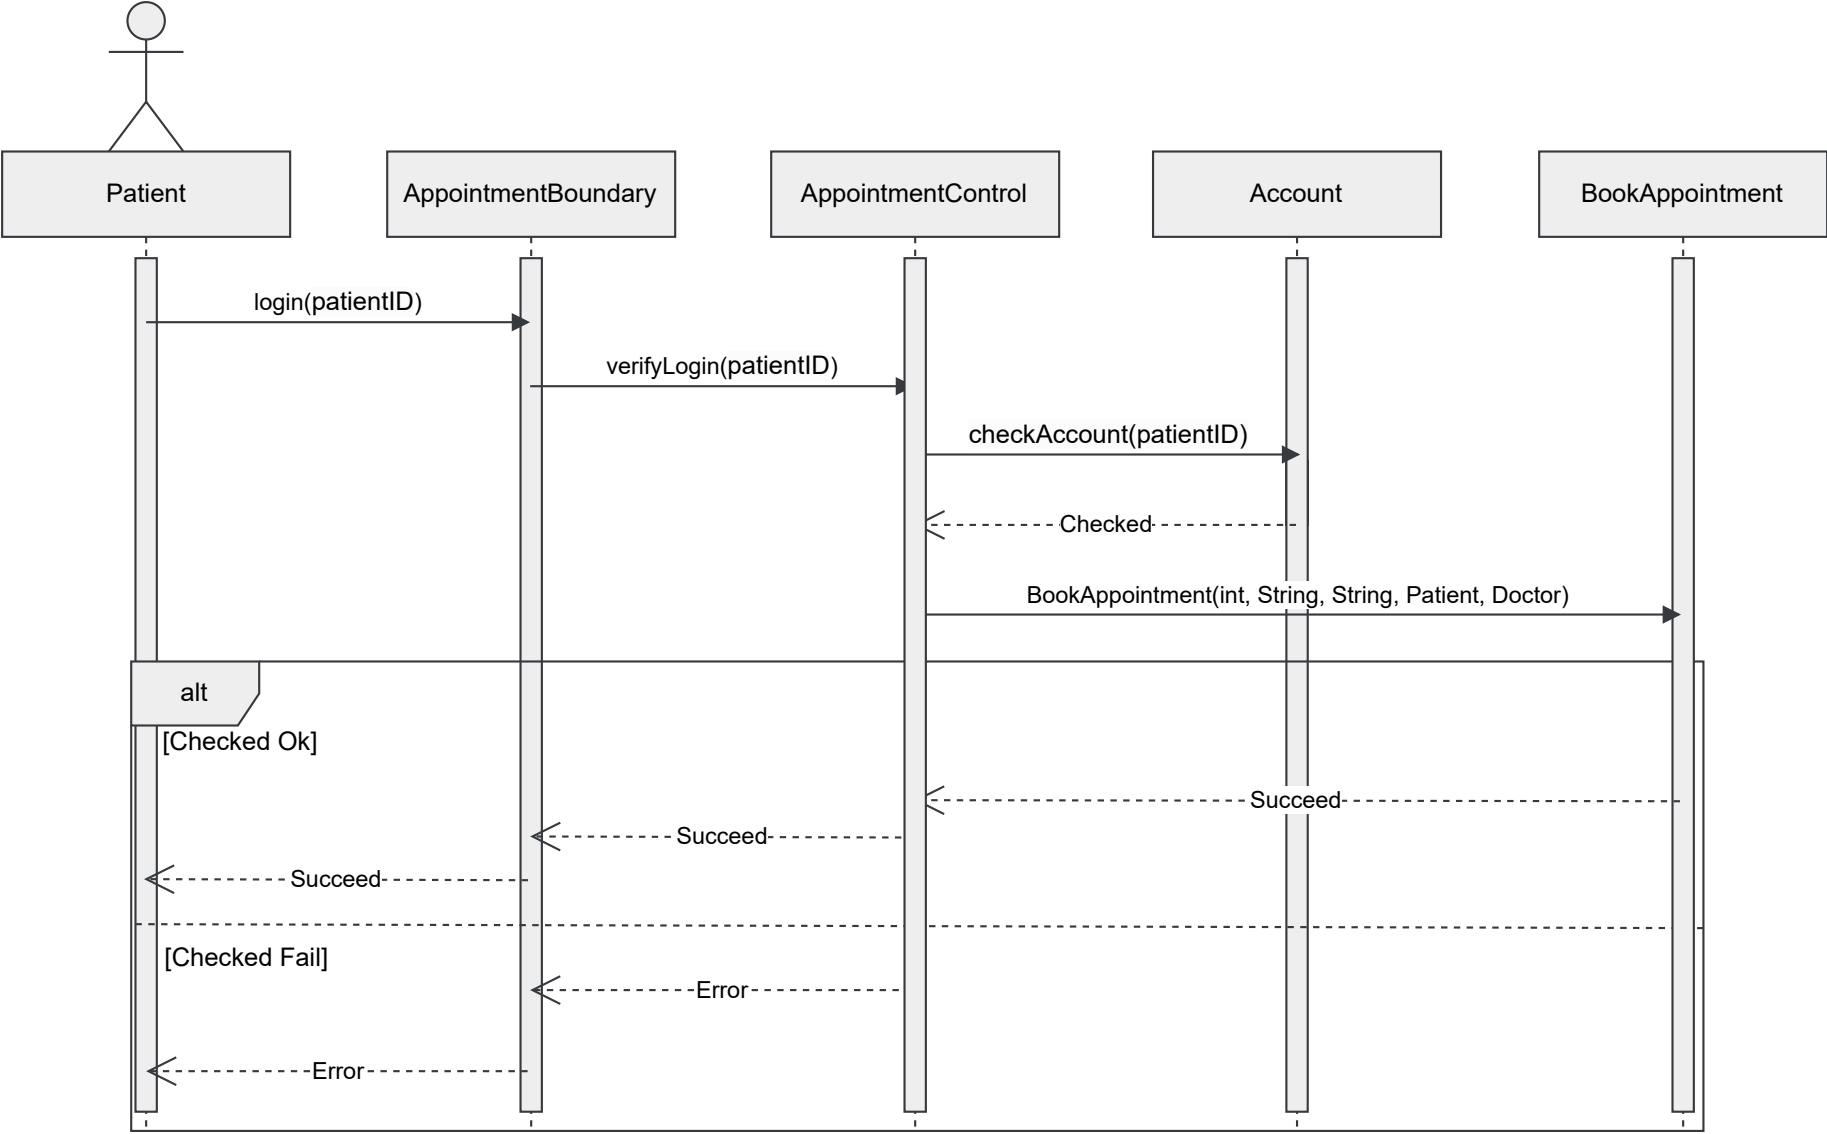 Patient
AppointmentBoundary
AppointmentControl
Account
BookAppointment
login(patientID)
verifyLogin(patientID)
checkAccount(patientID)
Checked
BookAppointment(int, String, String, Patient, Doctor)
alt
[Checked Ok]
Succeed
Succeed
Succeed
[Checked Fail]
Error
Error